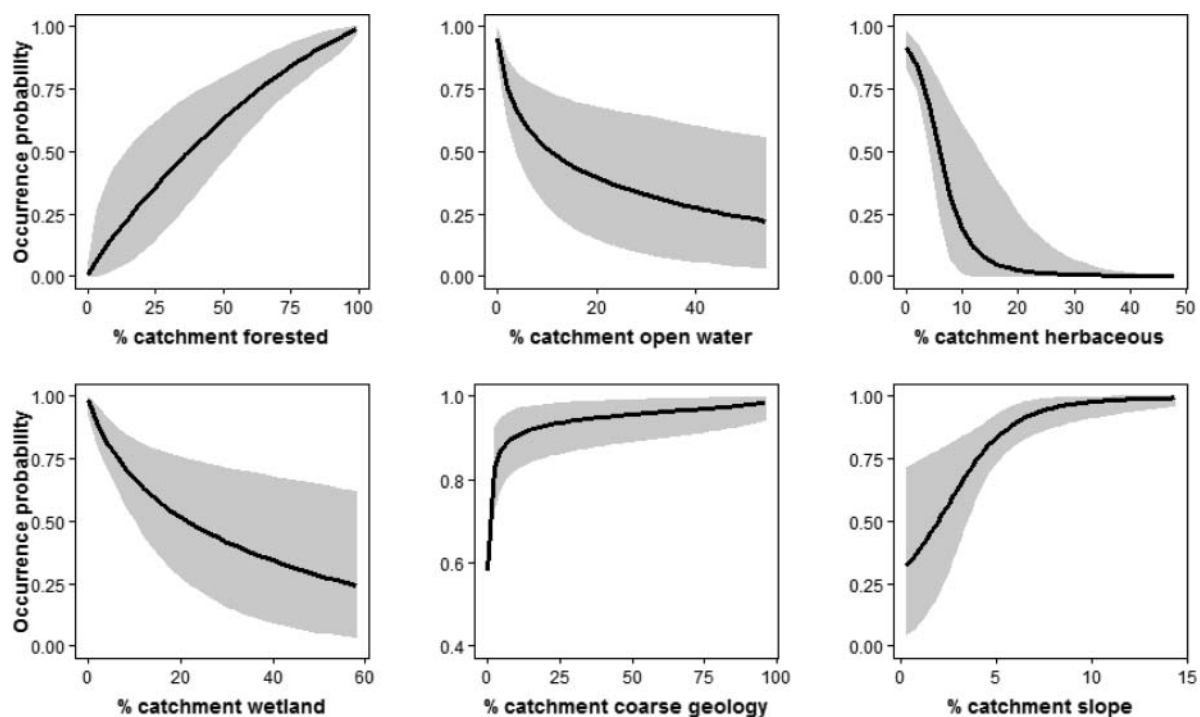 1.00
0.75
0.50
0.25
0.00
0 25 50 75 100
% catchment forested
Occurrence probability
1.00
0.75
0.50
0.25
0.00
0 20 40
% catchment open water
1.00
0.75
0.50
0.25
0.00
0 10 20 30 40 50
% catchment herbaceous
1.00
0.75
0.50
0.25
0.00
0 20 40 60
% catchment wetland
Occurrence probability
1.0
0.8
0.6
0.4
0 25 50 75 100
% catchment coarse geology
1.00
0.75
0.50
0.25
0.00
0 5 10 15
% catchment slope